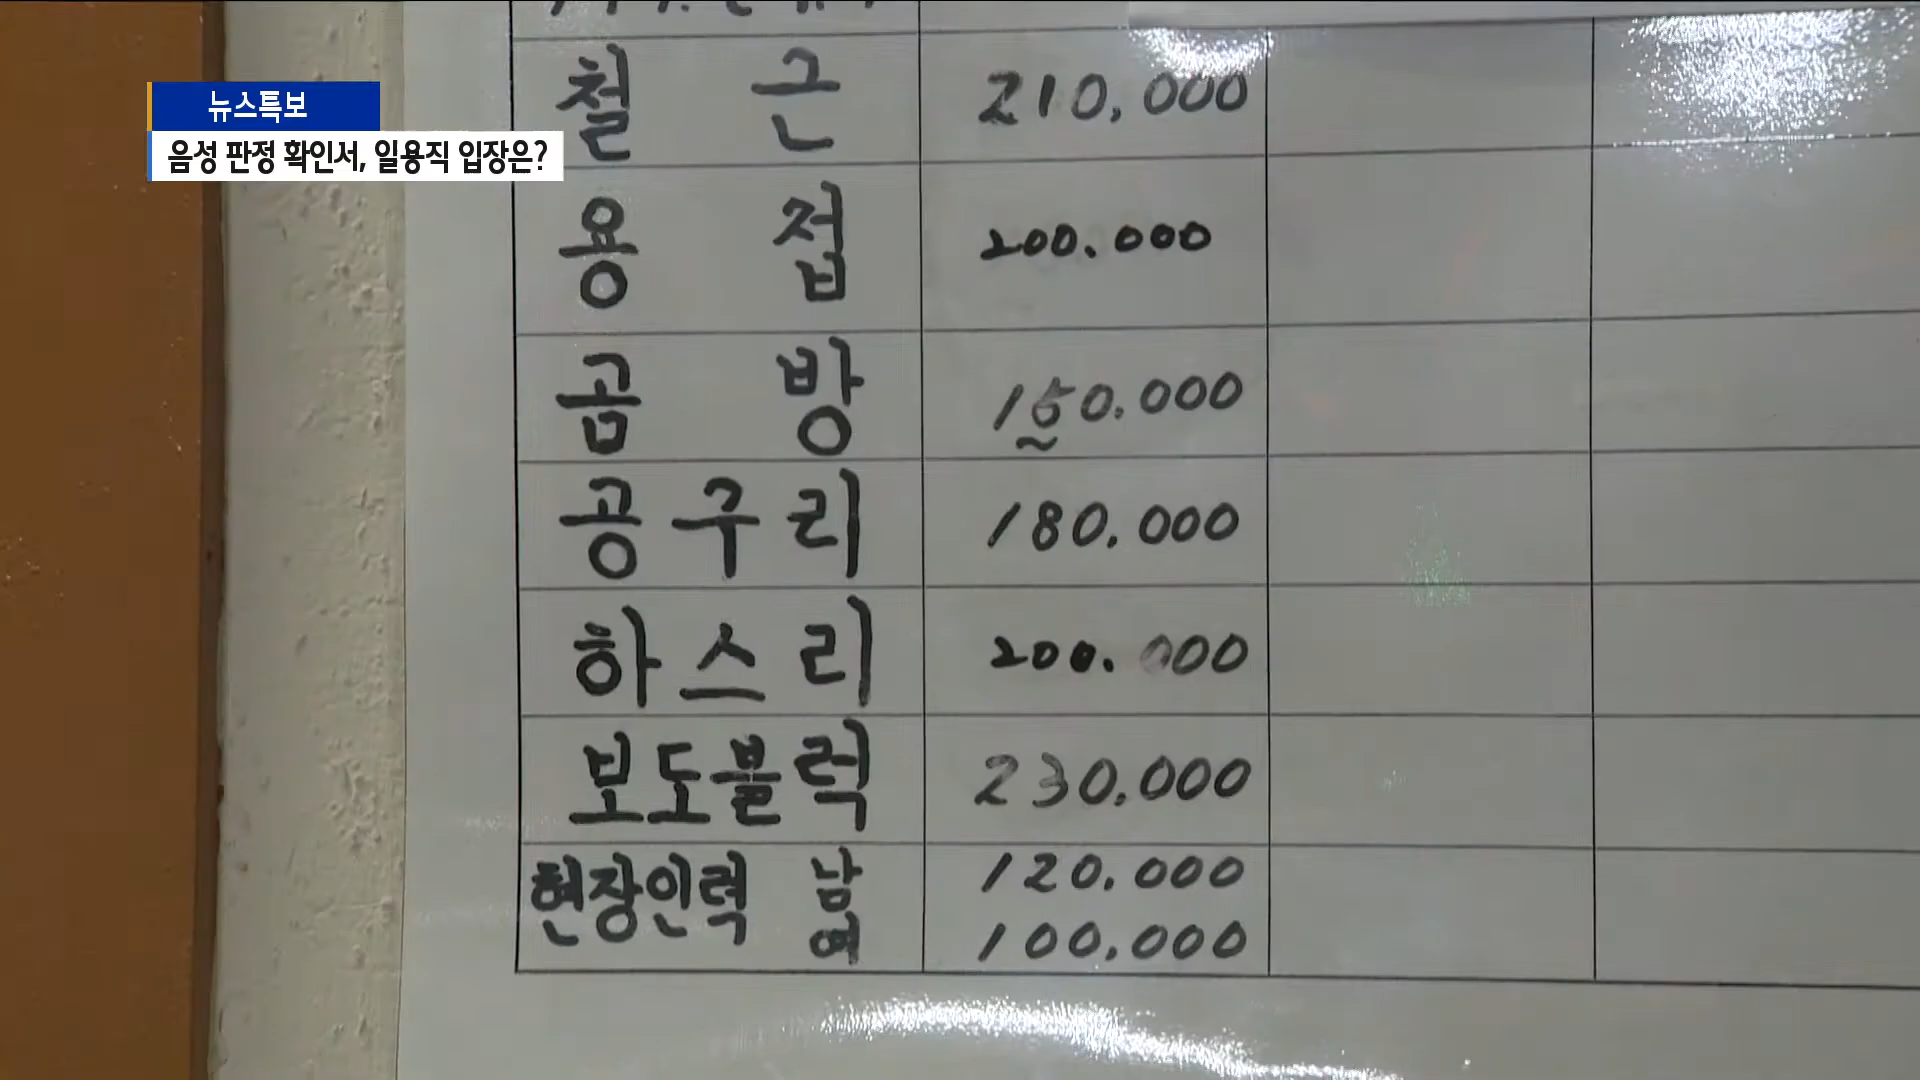 뉴스특보
음성 판정 확인서, 일용직 입장은?
철근 210,000
용접 200.000
곰방 150.000
공구리 180.000
하스리 200.000
보도블럭 230,000
현장인력 남 120.000
여 100,000